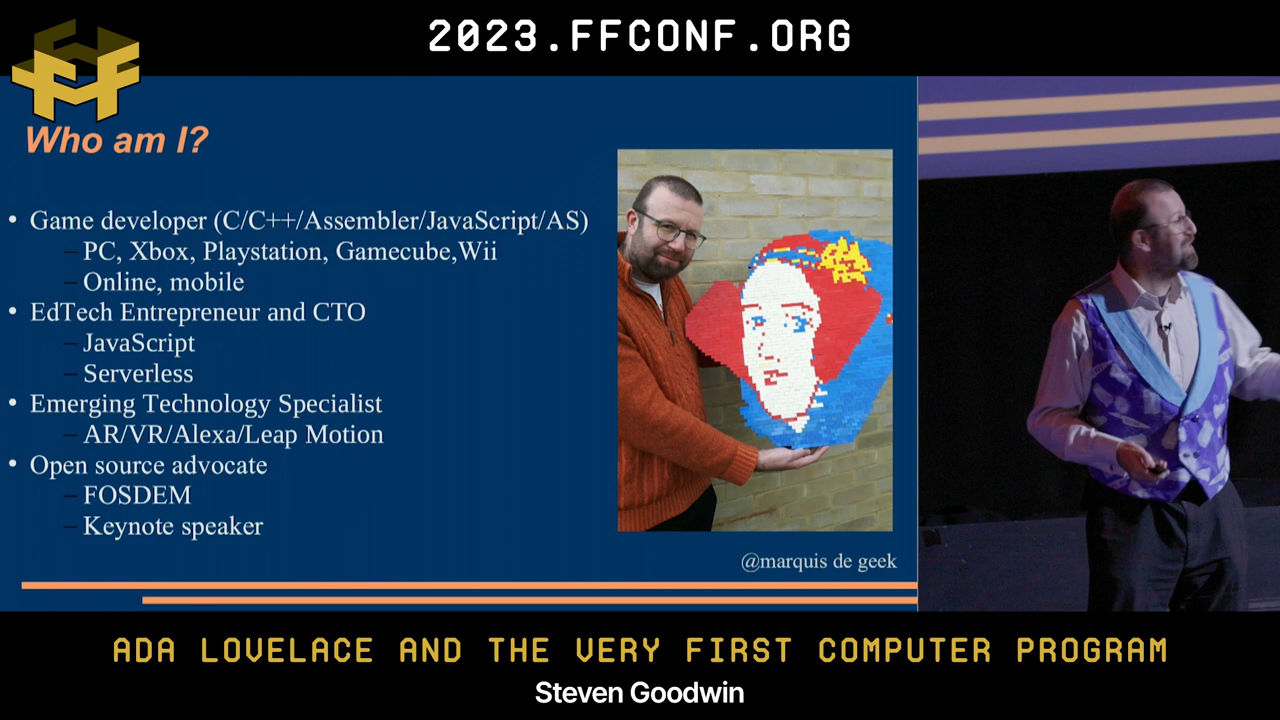 2023.FFCONF.ORG
FF
Who am I?
• Game developer (C/C++/Assembler/JavaScript/AS)
– PC, Xbox, Playstation, Gamecube,Wii
– Online, mobile
• EdTech Entrepreneur and CTO
– JavaScript
– Serverless
• Emerging Technology Specialist
– AR/VR/Alexa/Leap Motion
• Open source advocate
– FOSDEM
– Keynote speaker
@marquis de geek
ADA LOVELACE AND THE VERY FIRST COMPUTER PROGRAM
Steven Goodwin